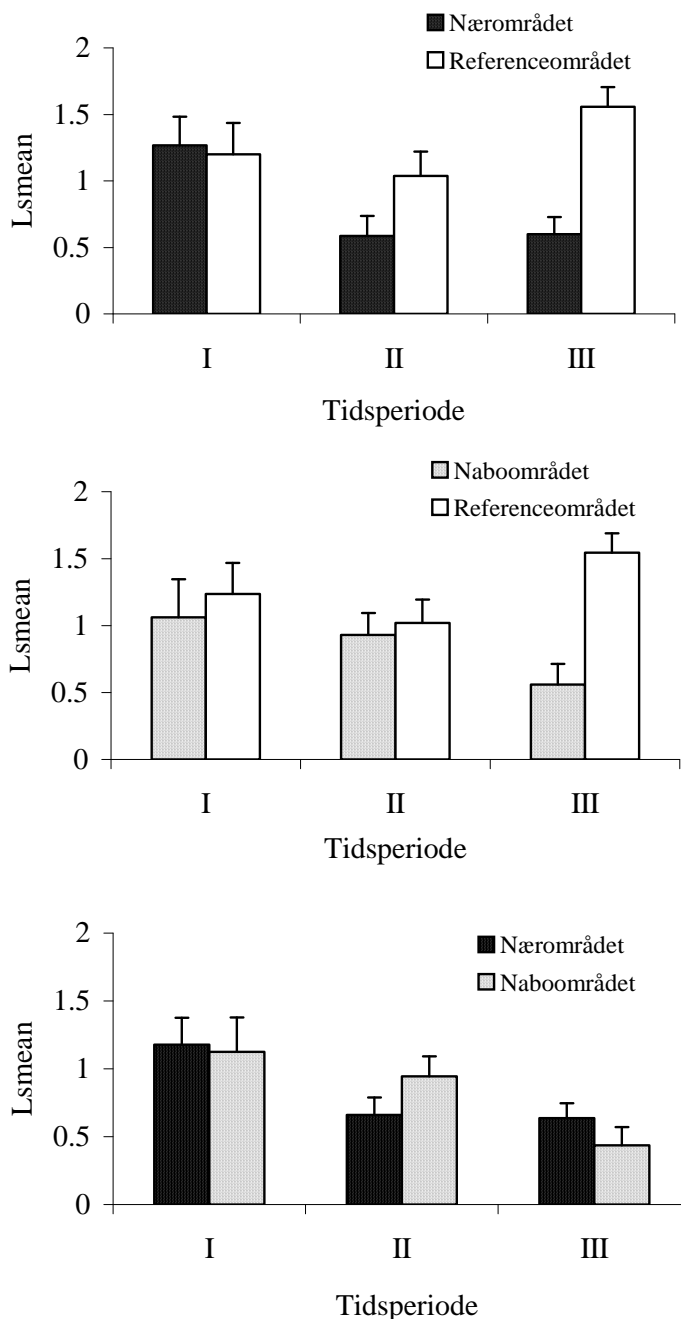 Nærområdet
Referenceområdet
2
1.5
1
0.5
0
Lsmean
I II III
Tidsperiode
Naboområdet
Referenceområdet
2
1.5
1
0.5
0
Lsmean
I II III
Tidsperiode
Nærområdet
Naboområdet
2
1.5
1
0.5
0
Lsmean
I II III
Tidsperiode